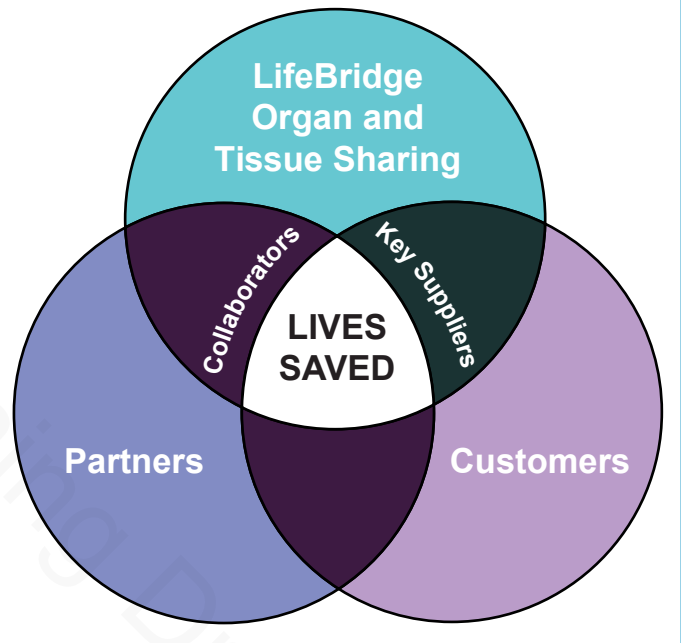 LifeBridge
Organ and
Tissue Sharing
Collaborators
Key Suppliers
LIVES
SAVED
Partners
Customers